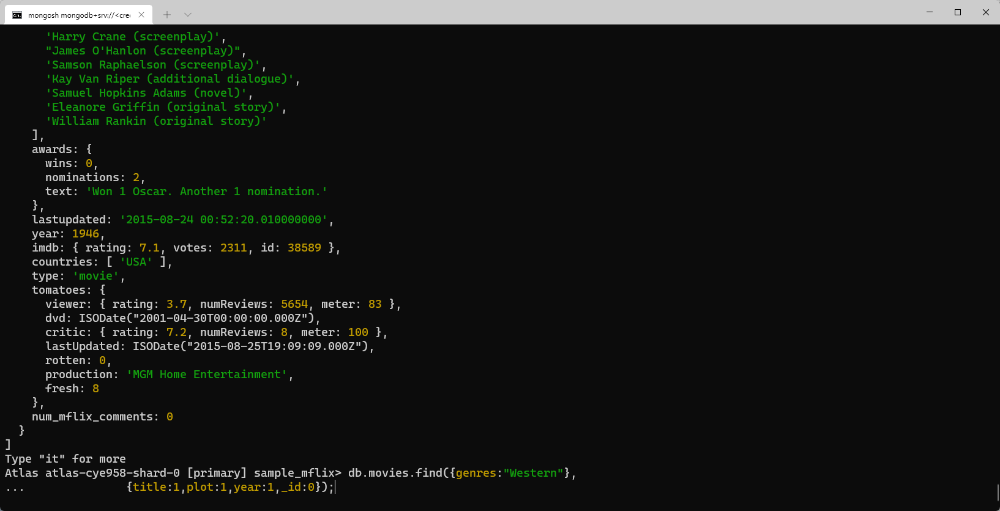 mongosh mongodb+srv://<cre
'Harry Crane (screenplay)',
"James O'Hanlon (screenplay)",
'Samson Raphaelson (screenplay)',
'Kay Van Riper (additional dialogue)',
'Samuel Hopkins Adams (novel)',
'Eleanore Griffin (original story)',
'William Rankin (original story)'
],
awards: {
wins: 0,
nominations: 2,
text: 'Won 1 Oscar. Another 1 nomination.'
},
lastupdated: '2015-08-24 00:52:20.010000000',
year: 1946,
imdb: { rating: 7.1, votes: 2311, id: 38589 },
countries: [ 'USA' ],
type: 'movie',
tomatoes: {
viewer: { rating: 3.7, numReviews: 5654, meter: 83 },
dvd: ISODate("2001-04-30T00:00:00.000Z"),
critic: { rating: 7.2, numReviews: 8, meter: 100 },
lastUpdated: ISODate("2015-08-25T19:09:09.000Z"),
rotten: 0,
production: 'MGM Home Entertainment',
fresh: 8
},
num_mflix_comments: 0
}
]
Type "it" for more
Atlas atlas-cye958-shard-0 [primary] sample_mflix> db.movies.find({genres:"Western"},
... {title:1,plot:1,year:1,_id:0});